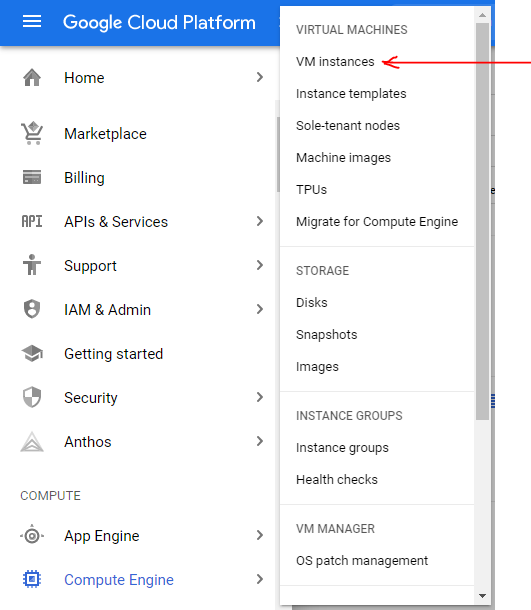 Google Cloud Platform
Home
Marketplace
Billing
API APIs & Services
Support
IAM & Admin
Getting started
Security
Anthos
COMPUTE
App Engine
Compute Engine
VIRTUAL MACHINES
VM instances
Instance templates
Sole-tenant nodes
Machine images
TPUs
Migrate for Compute Engine
STORAGE
Disks
Snapshots
Images
INSTANCE GROUPS
Instance groups
Health checks
VM MANAGER
OS patch management